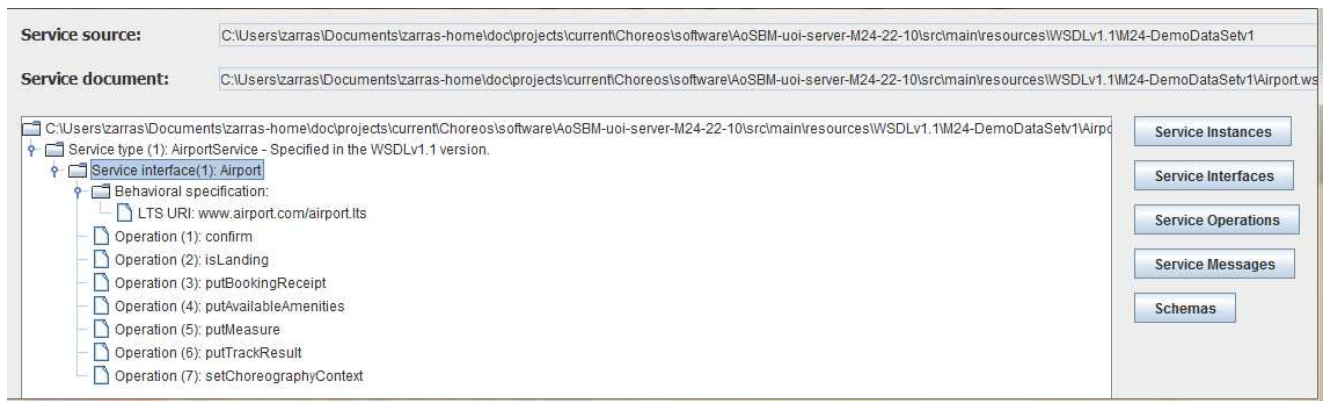 Service source: C:\Users\zarras\Documents\zarras-home\doc\projects\current\Choreos\software\AoSBM-uoi-server-M24-22-10\src\main\resources\WSDLv1.1\M24-DemoDataSetv1
Service document: C:\Users\zarras\Documents\zarras-home\doc\projects\current\Choreos\software\AoSBM-uoi-server-M24-22-10\src\main\resources\WSDLv1.1\M24-DemoDataSetv1\Airport.ws
C:\Users\zarras\Documents\zarras-home\doc\projects\current\Choreos\software\AoSBM-uoi-server-M24-22-10\src\main\resources\WSDLv1.1\M24-DemoDataSetv1\Airpo
Service type (1): AirportService - Specified in the WSDLv1.1 version.
Service interface(1): Airport
Behavioral specification:
LTS URI: www.airport.com/airport.lts
Operation (1): confirm
Operation (2): isLanding
Operation (3): putBookingReceipt
Operation (4): putAvailableAmenities
Operation (5): putMeasure
Operation (6): putTrackResult
Operation (7): setChoreographyContext
Service Instances
Service Interfaces
Service Operations
Service Messages
Schemas